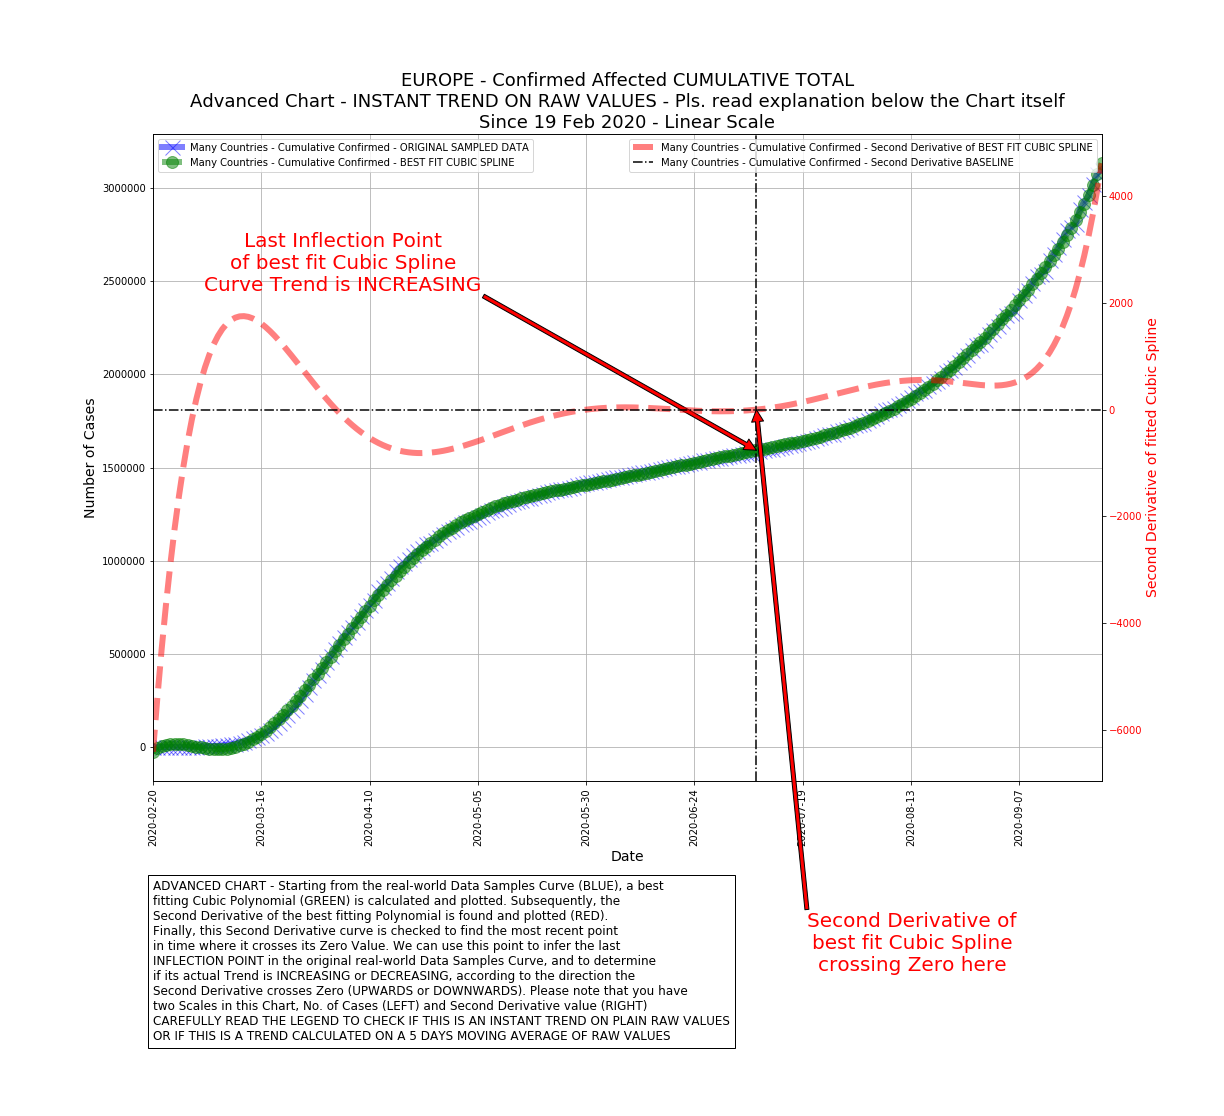 EUROPE - Confirmed Affected CUMULATIVE TOTAL
Advanced Chart - INSTANT TREND ON RAW VALUES - Pls. read explanation below the Chart itself
Since 19 Feb 2020 - Linear Scale
Many Countries - Cumulative Confirmed - ORIGINAL SAMPLED DATA
Many Countries - Cumulative Confirmed - BEST FIT CUBIC SPLINE
Many Countries - Cumulative Confirmed - Second Derivative of BEST FIT CUBIC SPLINE
Many Countries - Cumulative Confirmed - Second Derivative BASELINE
Last Inflection Point
of best fit Cubic Spline
Curve Trend is INCREASING
Number of Cases
3000000
2500000
2000000
1500000
1000000
500000
0
4000
2000
0
−2000
−4000
−6000
Second Derivative of fitted Cubic Spline
2020-02-20
2020-03-16
2020-04-10
2020-05-05
2020-05-30
2020-06-24
2020-07-19
2020-08-13
2020-09-07
Date
Second Derivative of
best fit Cubic Spline
crossing Zero here
ADVANCED CHART - Starting from the real-world Data Samples Curve (BLUE), a best
fitting Cubic Polynomial (GREEN) is calculated and plotted. Subsequently, the
Second Derivative of the best fitting Polynomial is found and plotted (RED).
Finally, this Second Derivative curve is checked to find the most recent point
in time where it crosses its Zero Value. We can use this point to infer the last
INFLECTION POINT in the original real-world Data Samples Curve, and to determine
if its actual Trend is INCREASING or DECREASING, according to the direction the
Second Derivative crosses Zero (UPWARDS or DOWNWARDS). Please note that you have
two Scales in this Chart, No. of Cases (LEFT) and Second Derivative value (RIGHT)
CAREFULLY READ THE LEGEND TO CHECK IF THIS IS AN INSTANT TREND ON PLAIN RAW VALUES
OR IF THIS IS A TREND CALCULATED ON A 5 DAYS MOVING AVERAGE OF RAW VALUES